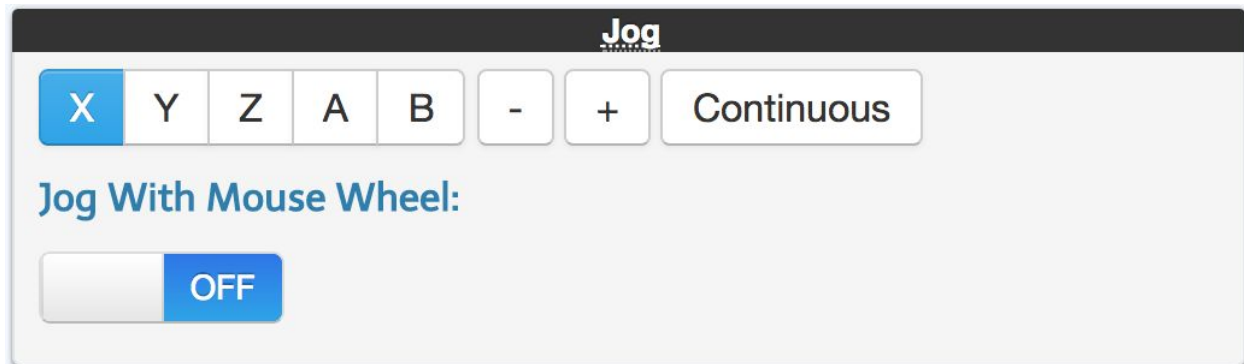 Jog
X Y Z A B - + Continuous
Jog With Mouse Wheel:
OFF